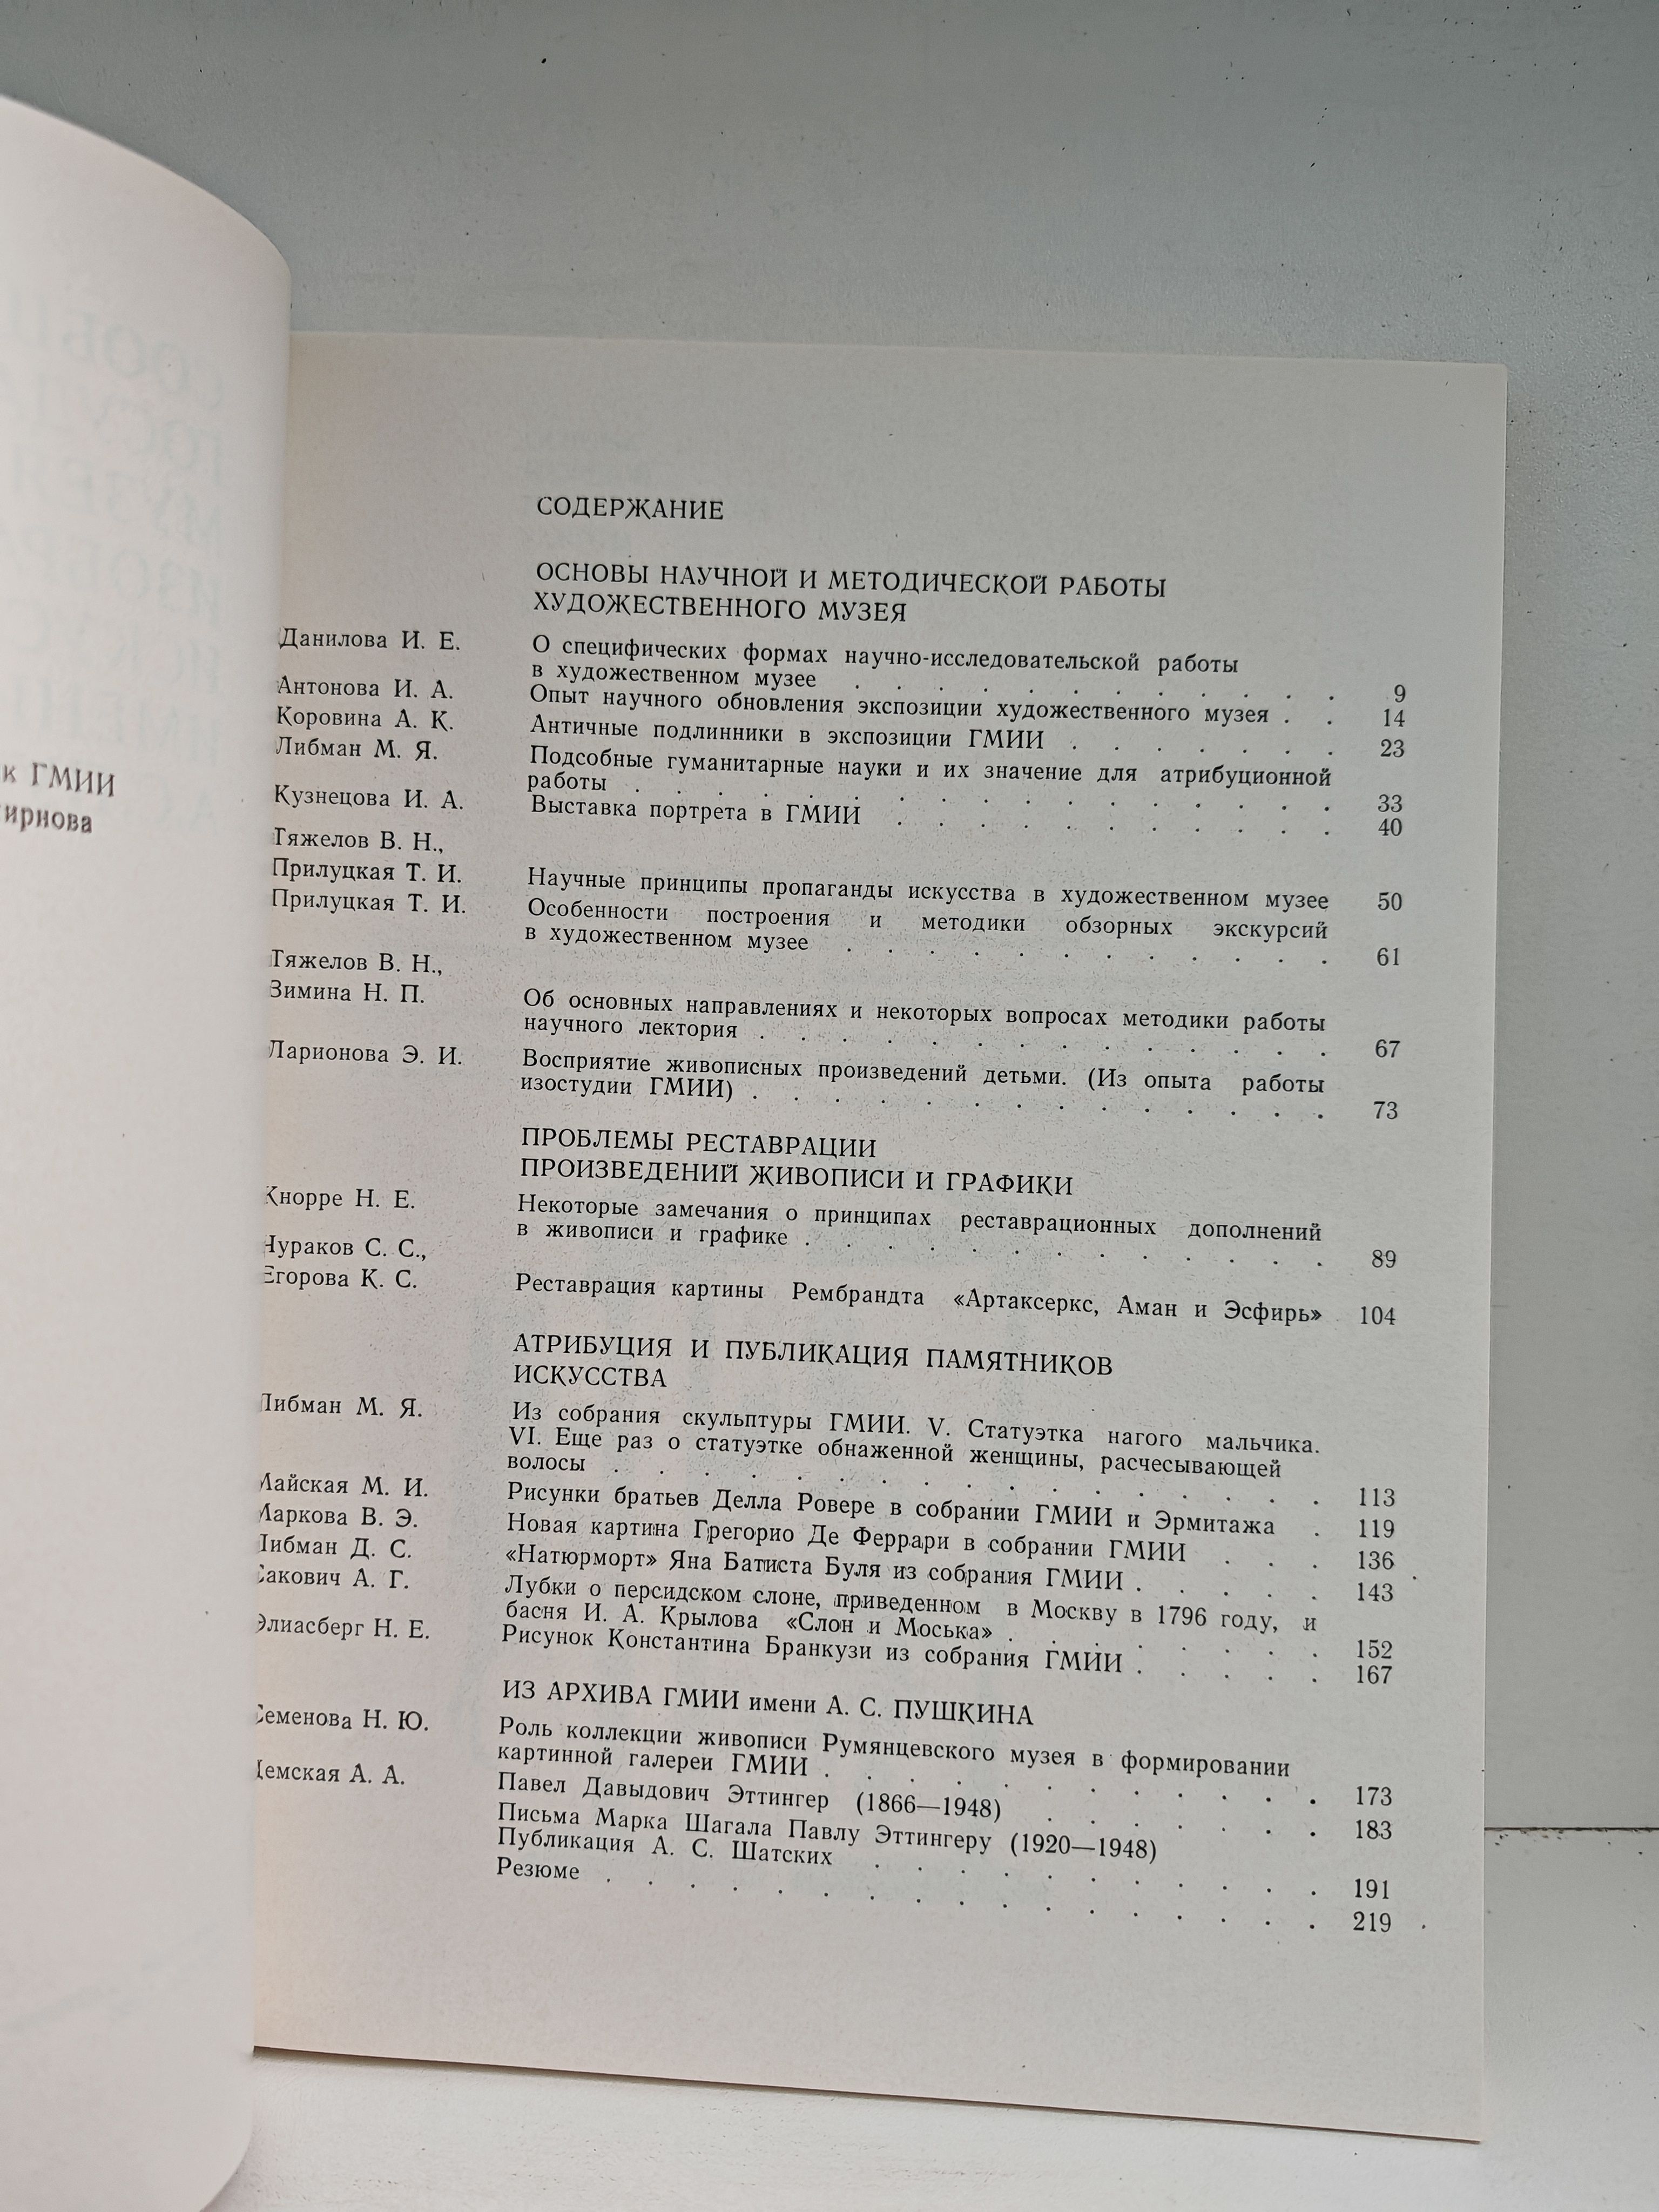 к ГМИИ
СОДЕРЖАНИЕ
ОСНОВЫ НАУЧНОЙ И МЕТОДИЧЕСКОЙ РАБОТЫ
ХУДОЖЕСТВЕННОГО МУЗЕЯ
Данилова И. Е. О специфических формах научно-исследовательской работы
в художественном музее . . . . . . . . . . . . 9
Антонова И. А. Опыт научного обновления экспозиции художественного музея . . 14
Коровина А. К. Античные подлинники в экспозиции ГМИИ . . . . . . . 23
Либман М. Я. Подсобные гуманитарные науки и их значение для атрибуционной
работы . . . . . . . . . . . . . . . . . 33
Кузнецова И. А. Выставка портрета в ГМИИ . . . . . . . . . . . 40
Тяжелов В. Н.,
Прилуцкая Т. И. Научные принципы пропаганды искусства в художественном музее 50
Прилуцкая Т. И. Особенности построения и методики обзорных экскурсий
в художественном музее . . . . . . . . . . . . 61
Тяжелов В. Н.,
Зимина Н. П. Об основных направлениях и некоторых вопросах методики работы
научного лектория . . . . . . . . . . . . . . 67
Ларионова Э. И. Восприятие живописных произведений детьми. (Из опыта работы
изостудии ГМИИ) . . . . . . . . . . . . . . 73
ПРОБЛЕМЫ РЕСТАВРАЦИИ
ПРОИЗВЕДЕНИЙ ЖИВОПИСИ И ГРАФИКИ
Кнорре Н. Е. Некоторые замечания о принципах реставрационных дополнений
в живописи и графике . . . . . . . . . . . . . 89
Чураков С. С.,
Егорова К. С. Реставрация картины Рембрандта «Артаксеркс, Аман и Эсфирь» 104
АТРИБУЦИЯ И ПУБЛИКАЦИЯ ПАМЯТНИКОВ
ИСКУССТВА
Либман М. Я. Из собрания скульптуры ГМИИ. V. Статуэтка нагого мальчика.
VI. Еще раз о статуэтке обнаженной женщины, расчесывающей
волосы . . . . . . . . . . . . . . . . . 113
Майская М. И. Рисунки братьев Делла Ровере в собрании ГМИИ и Эрмитажа . 119
Маркова В. Э. Новая картина Грегорио Де Феррари в собрании ГМИИ . . . 136
Либман Д. С. «Натюрморт» Яна Батиста Буля из собрания ГМИИ . . . . . 143
Сакович А. Г. Лубки о персидском слоне, приведенном в Москву в 1796 году, и
басня И. А. Крылова «Слон и Моська» . . . . . . . . 152
Элиасберг Н. Е. Рисунок Константина Бранкузи из собрания ГМИИ . . . . . 167
ИЗ АРХИВА ГМИИ имени А. С. ПУШКИНА
Семенова Н. Ю. Роль коллекции живописи Румянцевского музея в формировании
картинной галереи ГМИИ . . . . . . . . . . . . 173
Демская А. А. Павел Давыдович Эттингер (1866—1948) . . . . . . . 183
Письма Марка Шагала Павлу Эттингеру (1920—1948)
Публикация А. С. Шатских . . . . . . . . . . . 191
Резюме . . . . . . . . . . . . . . . . . 219